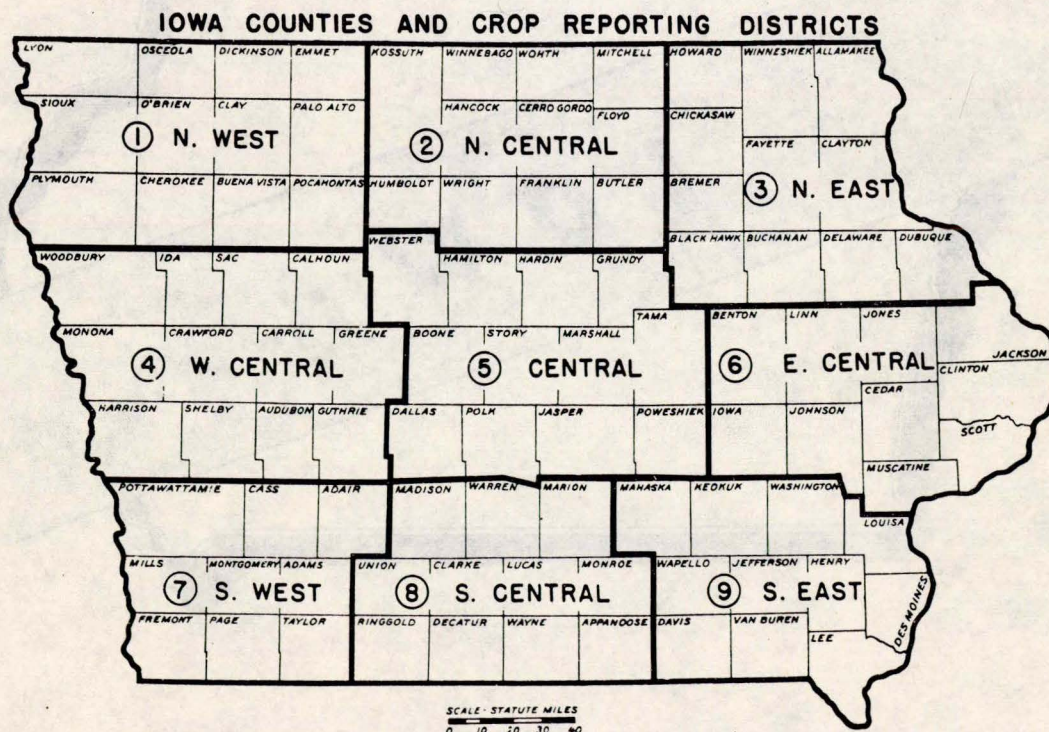 IOWA COUNTIES AND CROP REPORTING DISTRICTS
LYON OSCEOLA DICKINSON EMMET KOSSUTH WINNEBAGO WORTH MITCHELL HOWARD WINNESHIEK ALLAMAKEE
SIOUX O'BRIEN CLAY PALO ALTO HANCOCK CERRO GORDO FLOYD CHICKASAW
1 N. WEST 2 N. CENTRAL FAYETTE CLAYTON
PLYMOUTH CHEROKEE BUENA VISTA POCAHONTAS HUMBOLDT WRIGHT FRANKLIN BUTLER BREMER 3 N. EAST
WEBSTER BLACK HAWK BUCHANAN DELAWARE DUBUQUE
WOODBURY IDA SAC CALHOUN HAMILTON HARDIN GRUNDY
TAMA BENTON LINN JONES
MONONA CRAWFORD CARROLL GREENE BOONE STORY MARSHALL JACKSON
4 W. CENTRAL 5 CENTRAL 6 E. CENTRAL CLINTON
CEDAR
HARRISON SHELBY AUDUBON GUTHRIE DALLAS POLK JASPER POWESHIEK IOWA JOHNSON SCOTT
MUSCATINE
POTTAWATTAMIE CASS ADAIR MADISON WARREN MARION MAHASKA KEOKUK WASHINGTON
LOUISA
MILLS MONTGOMERY ADAMS UNION CLARKE LUCAS MONROE WAPELLO JEFFERSON HENRY
7 S. WEST 8 S. CENTRAL 9 S. EAST DES MOINES
FREMONT PAGE TAYLOR RINGGOLD DECATUR WAYNE APPANOOSE DAVIS VAN BUREN LEE
SCALE - STATUTE MILES
0 10 20 30 40